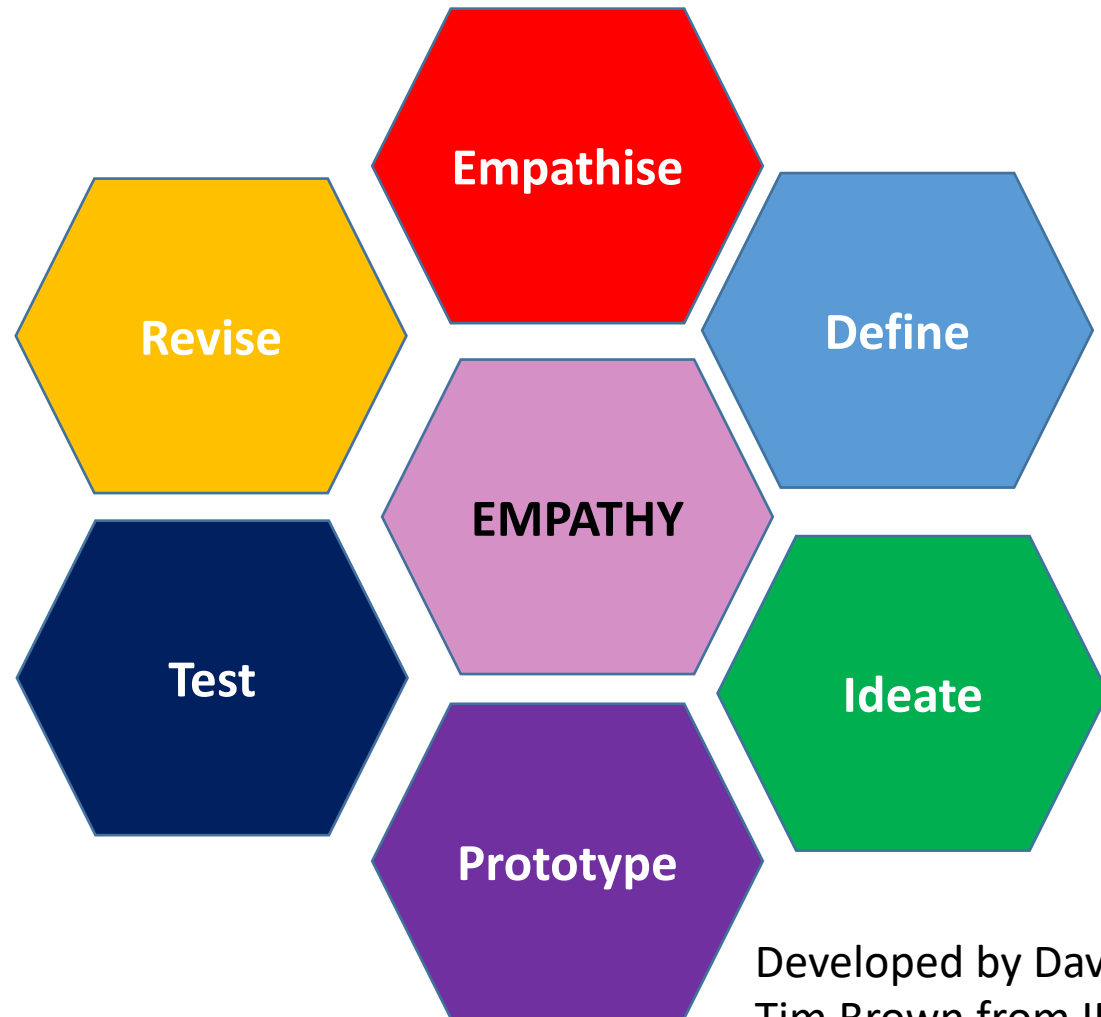 Empathise
Define
Revise
EMPATHY
Ideate
Test
Prototype
Developed by
Tim Brown from